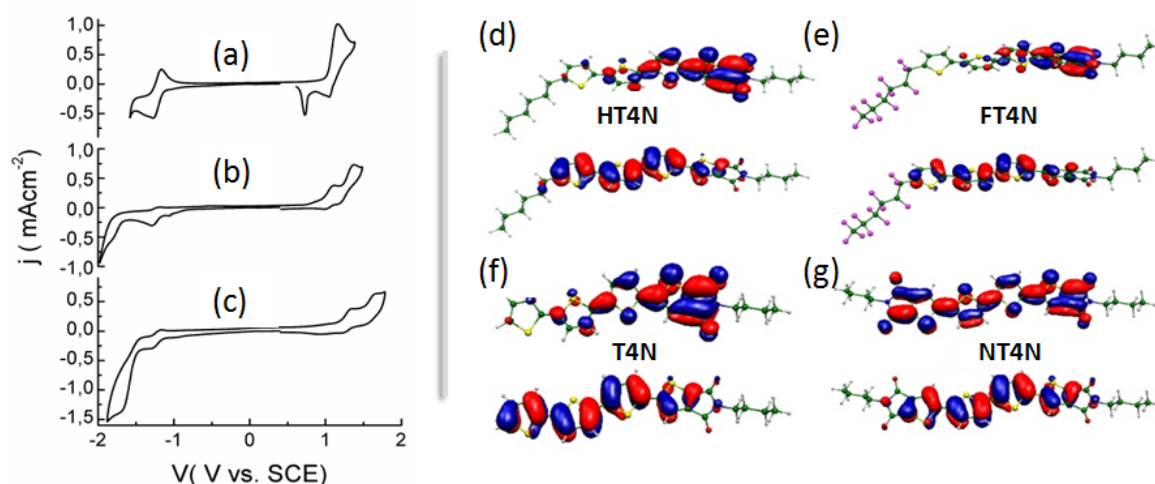 1,0
0,5
0,0
-0,5
(a)
0,5
0,0
-0,5
-1,0
(b)
0,5
0,0
-0,5
-1,0
-1,5
(c)
j ( mAcm-2)
-2 -1 0 1 2
V( V vs. SCE)
(d)
HT4N
(e)
FT4N
(f)
T4N
(g)
NT4N